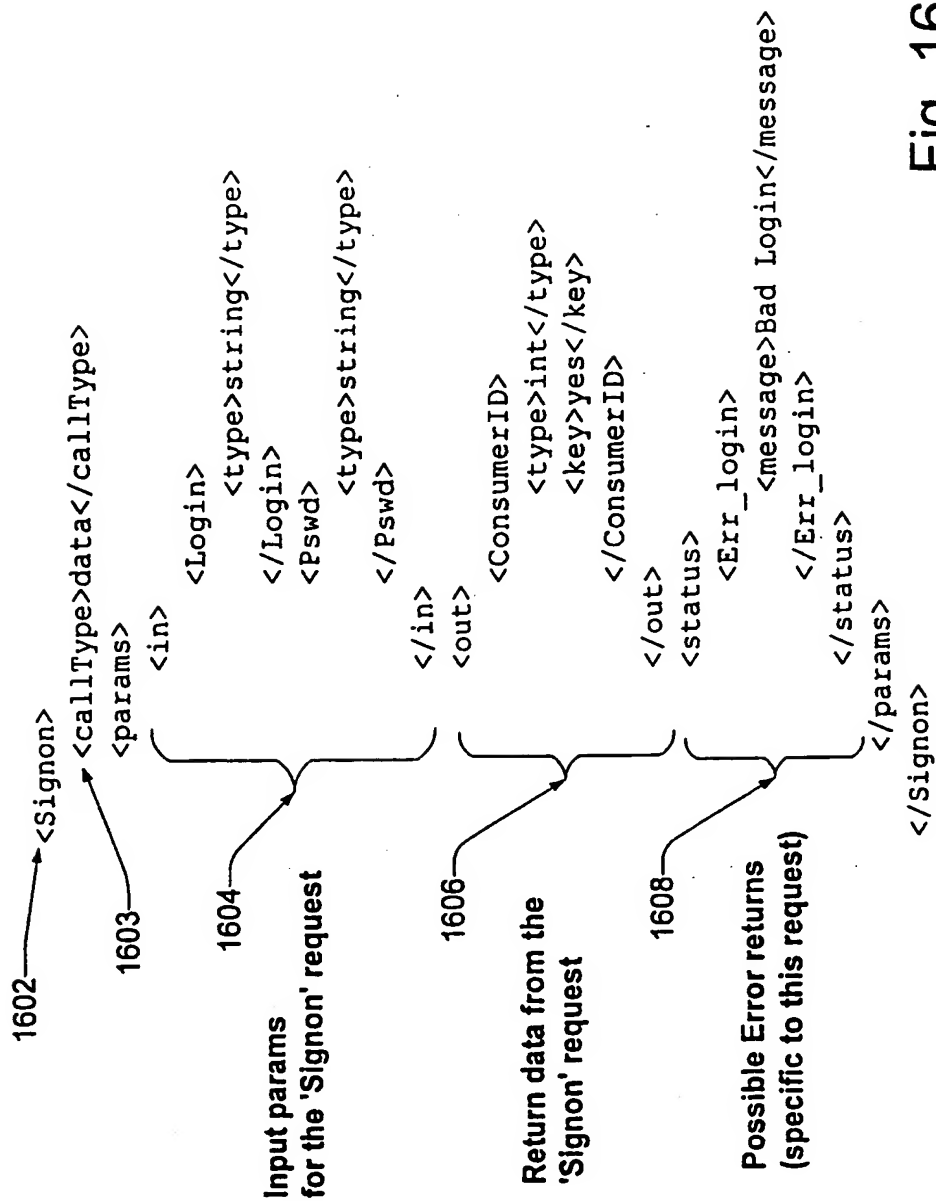 1602
<Signon>
1603
<callType>data</callType>
<params>
<in>
1604
Input params
for the 'Signon' request
<Login>
<type>string</type>
</Login>
<Pswd>
<type>string</type>
</Pswd>
</in>
<out>
1606
Return data from the
'Signon' request
<ConsumerID>
<type>int</type>
<key>yes</key>
</ConsumerID>
</out>
<status>
1608
Possible Error returns
(specific to this request)
<Err_login>
<message>Bad Login</message>
</Err_login>
</status>
</params>
</Signon>
Fig. 16